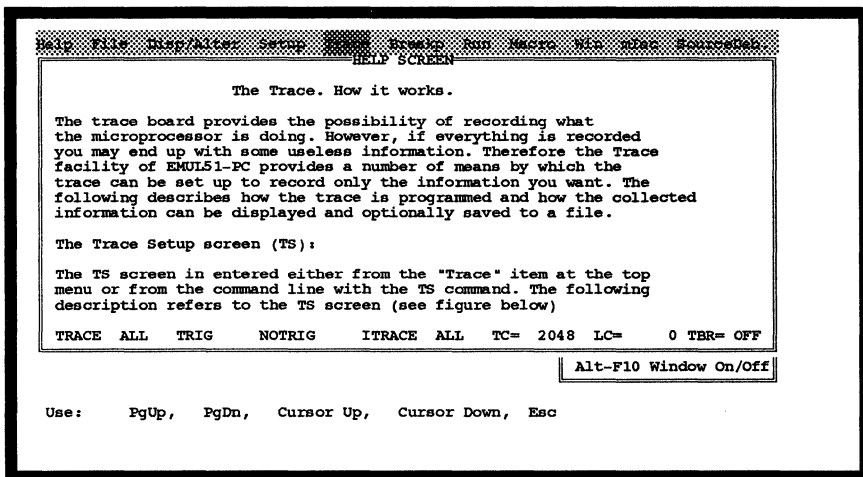 Help File Disp/Alter Setup Trace Breakp Run Macro Win mIsc SourceDeb.
HELP SCREEN
The Trace. How it works.
The trace board provides the possibility of recording what
the microprocessor is doing. However, if everything is recorded
you may end up with some useless information. Therefore the Trace
facility of EMUL51-PC provides a number of means by which the
trace can be set up to record only the information you want. The
following describes how the trace is programmed and how the collected
information can be displayed and optionally saved to a file.
The Trace Setup screen (TS):
The TS screen in entered either from the "Trace" item at the top
menu or from the command line with the TS command. The following
description refers to the TS screen (see figure below)
TRACE ALL TRIG NOTRIG ITRACE ALL TC= 2048 LC= 0 TBR= OFF
Alt-F10 Window On/Off
Use: PgUp, PgDn, Cursor Up, Cursor Down, Esc